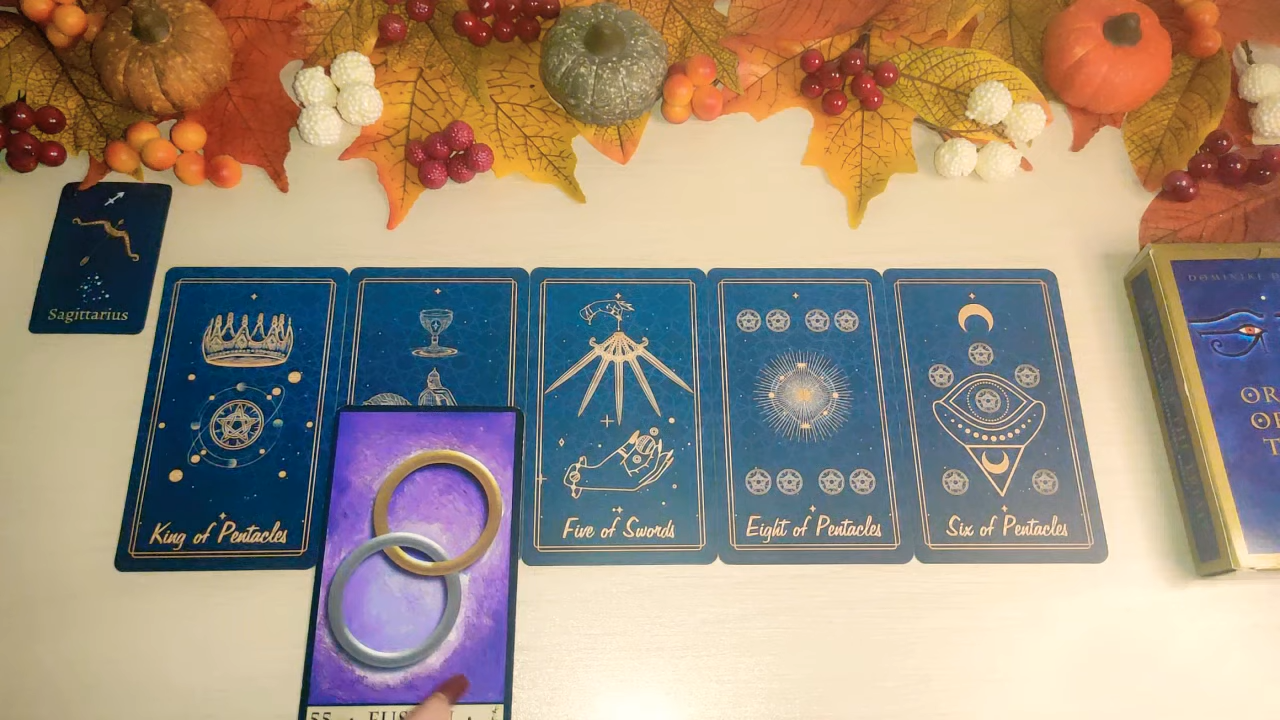 Sagittarius
King of Pentacles
Five of Swords
Eight of Pentacles
Six of Pentacles
55